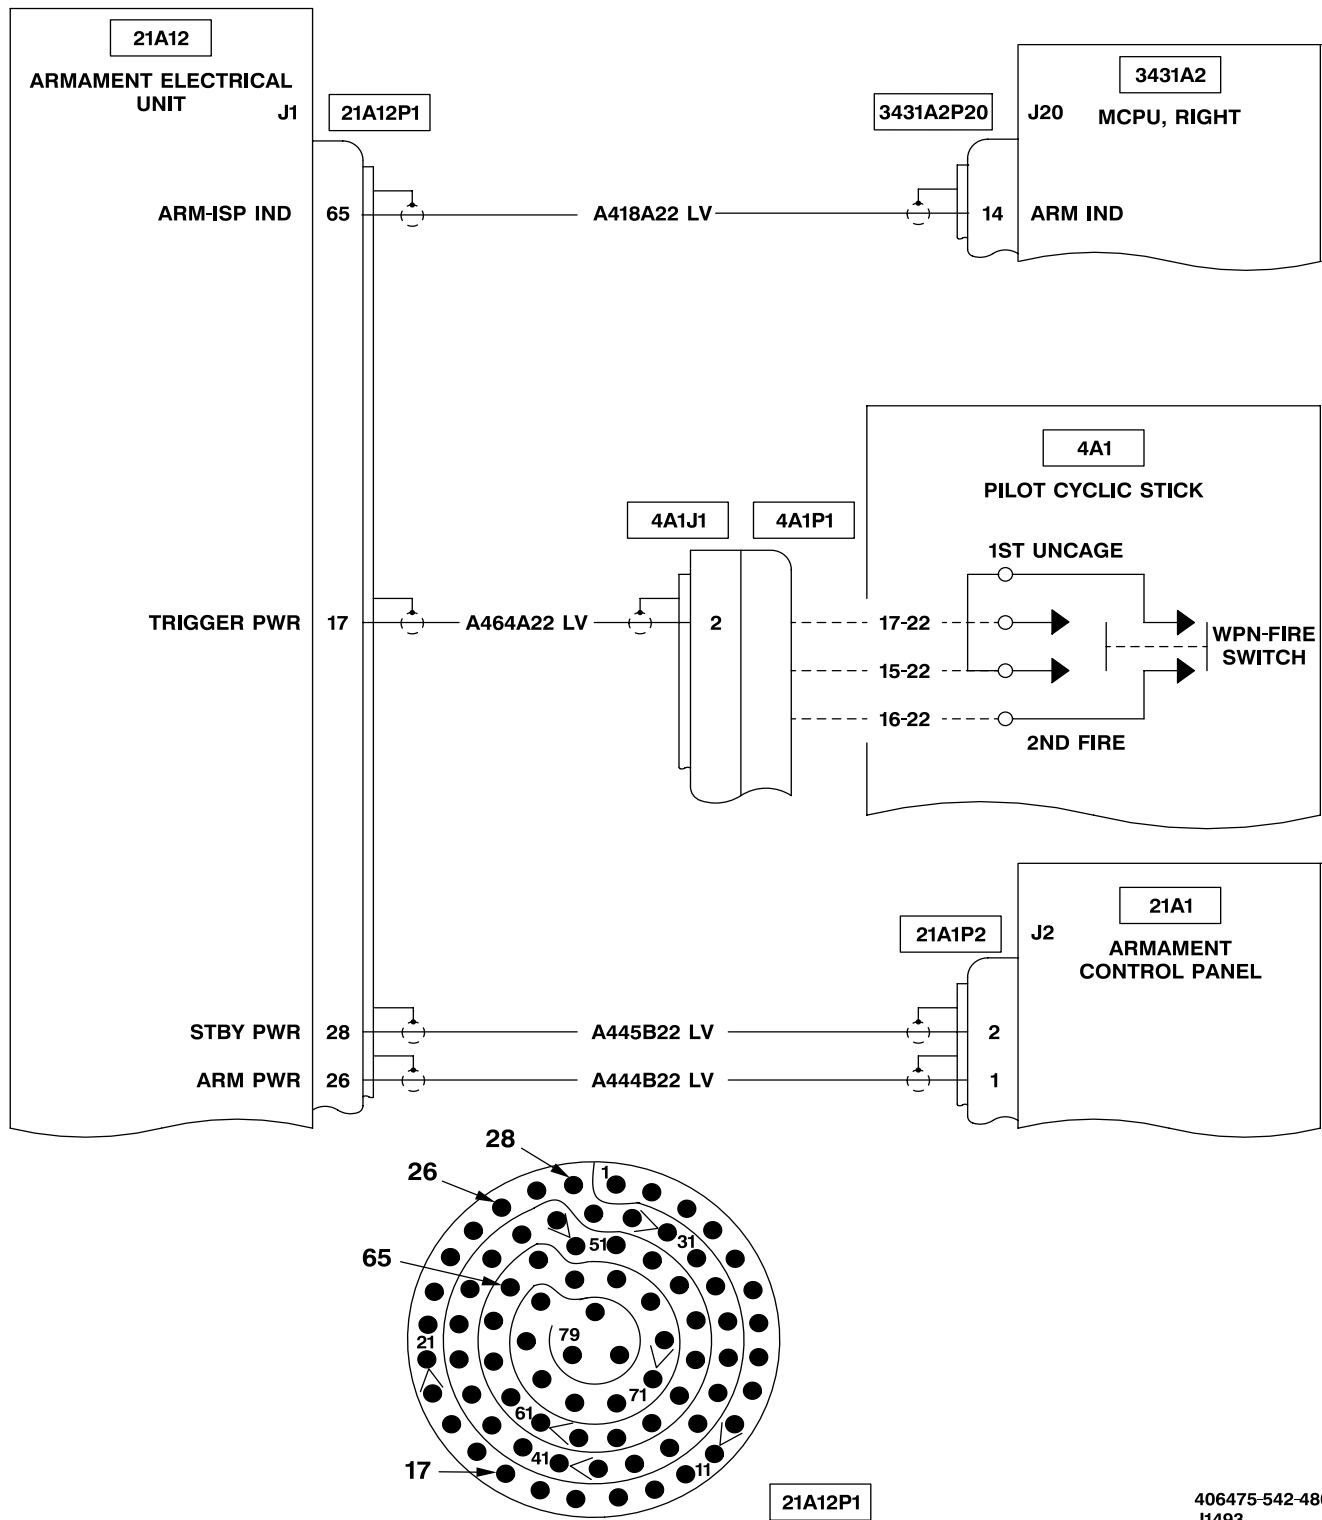 21A12
ARMAMENT ELECTRICAL
UNIT
J1
21A12P1
3431A2P20
J20
3431A2
MCPU, RIGHT
ARM-ISP IND
65
A418A22 LV
14
ARM IND
4A1
PILOT CYCLIC STICK
4A1J1
4A1P1
1ST UNCAGE
TRIGGER PWR
17
A464A22 LV
2
17-22
15-22
16-22
WPN-FIRE
SWITCH
2ND FIRE
21A1P2
J2
21A1
ARMAMENT
CONTROL PANEL
STBY PWR
28
A445B22 LV
2
ARM PWR
26
A444B22 LV
1
28
26
65
17
1
31
51
79
21
71
61
41
11
21A12P1
406475-542-480
J1493